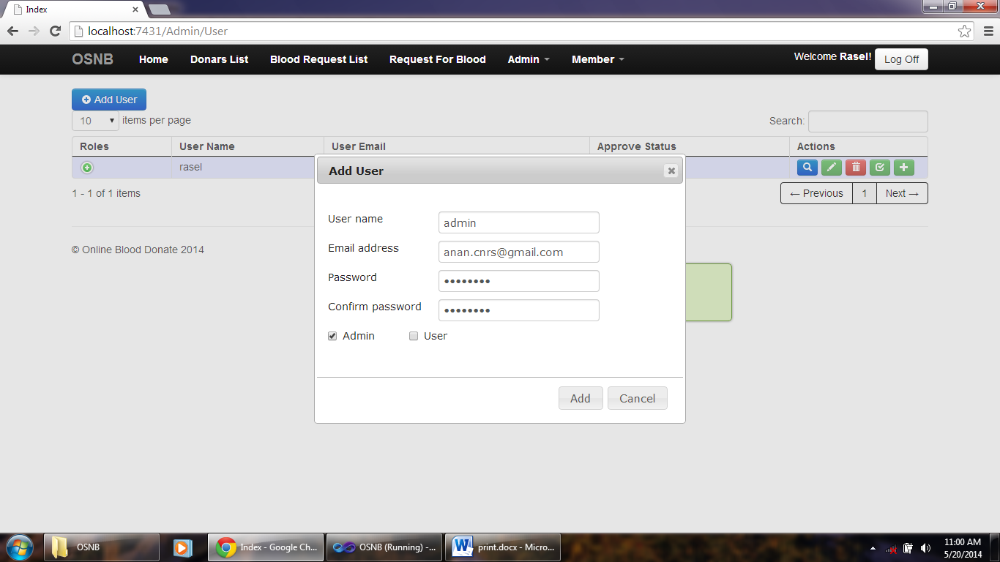 Index
localhost:7431/Admin/User
OSNB Home Donars List Blood Request List Request For Blood Admin Member Welcome Rasel! Log Off
Add User
10 items per page Search:
Roles User Name User Email Approve Status Actions
rasel
1 - 1 of 1 items ← Previous 1 Next →
© Online Blood Donate 2014
Add User
User name admin
Email address anan.cnrs@gmail.com
Password ••••••••
Confirm password ••••••••
Admin User
Add Cancel
OSNB Index - Google Ch... OSNB (Running) -... print.docx - Micro...
11:00 AM
5/20/2014